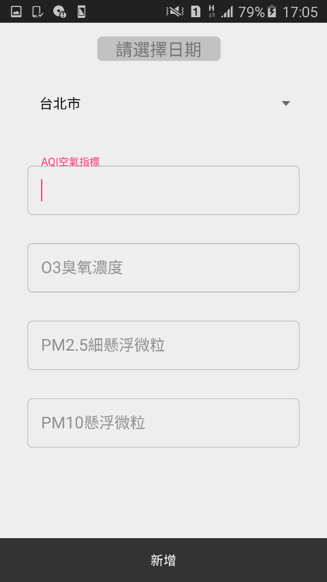 79% 17:05
請選擇日期
台北市
AQI空氣指標
O3臭氧濃度
PM2.5細懸浮微粒
PM10懸浮微粒
新增